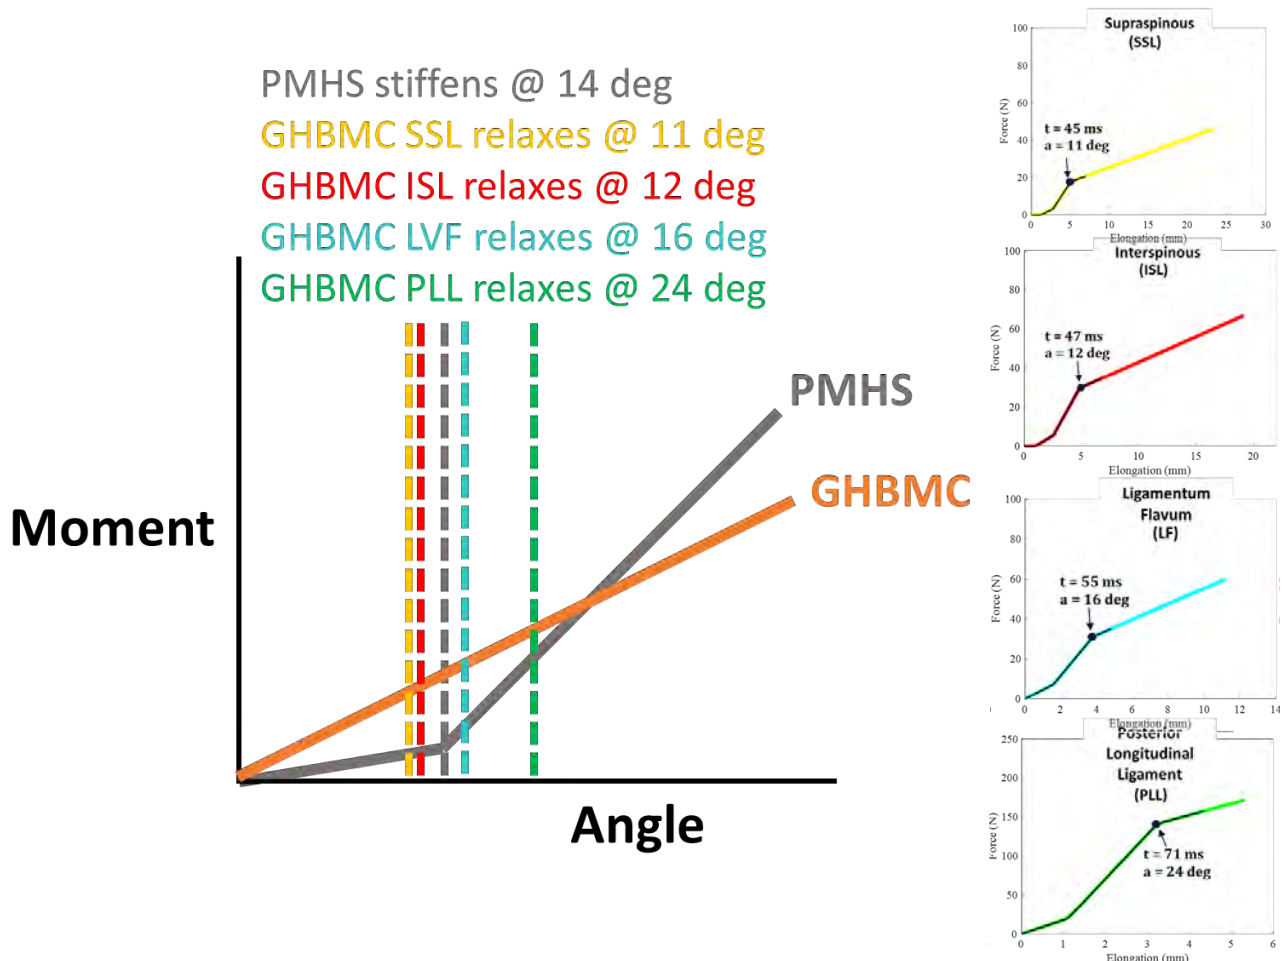 PMHS stiffens @ 14 deg
GHBMC SSL relaxes @ 11 deg
GHBMC ISL relaxes @ 12 deg
GHBMC LVF relaxes @ 16 deg
GHBMC PLL relaxes @ 24 deg
PMHS
GHBMC
Moment
Angle
Supraspinous
(SSL)
100
80
60
40
20
0
Force (N)
t = 45 ms
a = 11 deg
0 5 10 15 20 25 30
Elongation (mm)
Interspinous
(ISL)
100
80
60
40
20
0
Force (N)
t = 47 ms
a = 12 deg
0 5 10 15 20
Elongation (mm)
Ligamentum
Flavum
(LF)
100
80
60
40
20
0
Force (N)
t = 55 ms
a = 16 deg
0 2 4 6 8 10 12 14
Elongation (mm)
Posterior
Longitudinal
Ligament
(PLL)
250
200
150
100
50
0
Force (N)
t = 71 ms
a = 24 deg
0 1 2 3 4 5 6
Elongation (mm)